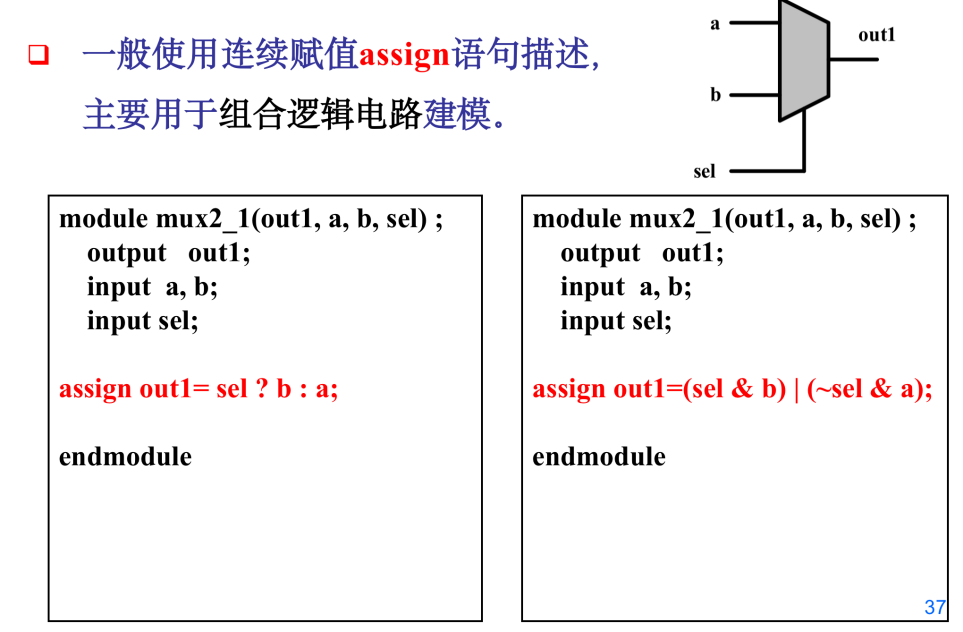 一般使用连续赋值assign语句描述,
主要用于组合逻辑电路建模。
a
out1
b
sel
module mux2_1(out1, a, b, sel) ;
output out1;
input a, b;
input sel;
assign out1= sel ? b : a;
endmodule
module mux2_1(out1, a, b, sel) ;
output out1;
input a, b;
input sel;
assign out1=(sel & b) | (~sel & a);
endmodule
37